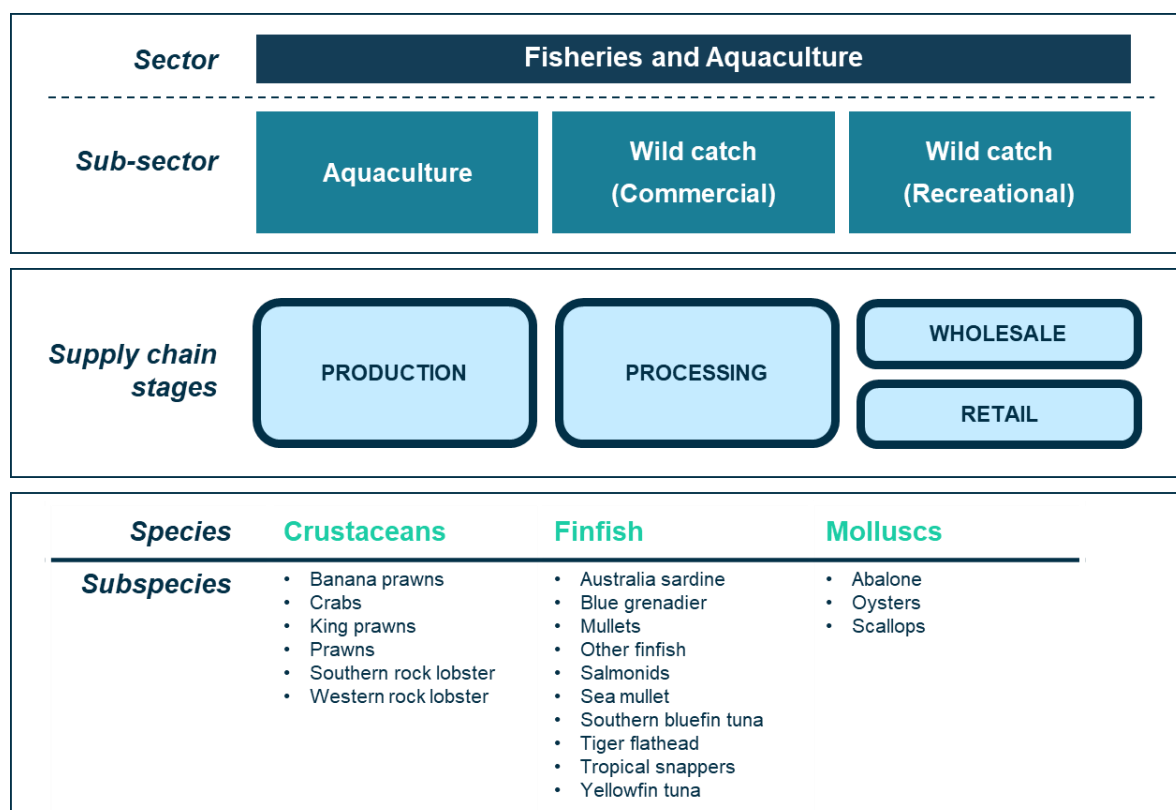 Sector
Fisheries and Aquaculture
Sub-sector
Aquaculture
Wild catch
(Commercial)
Wild catch
(Recreational)
Supply chain
stages
PRODUCTION
PROCESSING
WHOLESALE
RETAIL
Species
Crustaceans
Finfish
Molluscs
Subspecies
• Banana prawns
• Crabs
• King prawns
• Prawns
• Southern rock lobster
• Western rock lobster
• Australia sardine
• Blue grenadier
• Mullets
• Other finfish
• Salmonids
• Sea mullet
• Southern bluefin tuna
• Tiger flathead
• Tropical snappers
• Yellowfin tuna
• Abalone
• Oysters
• Scallops